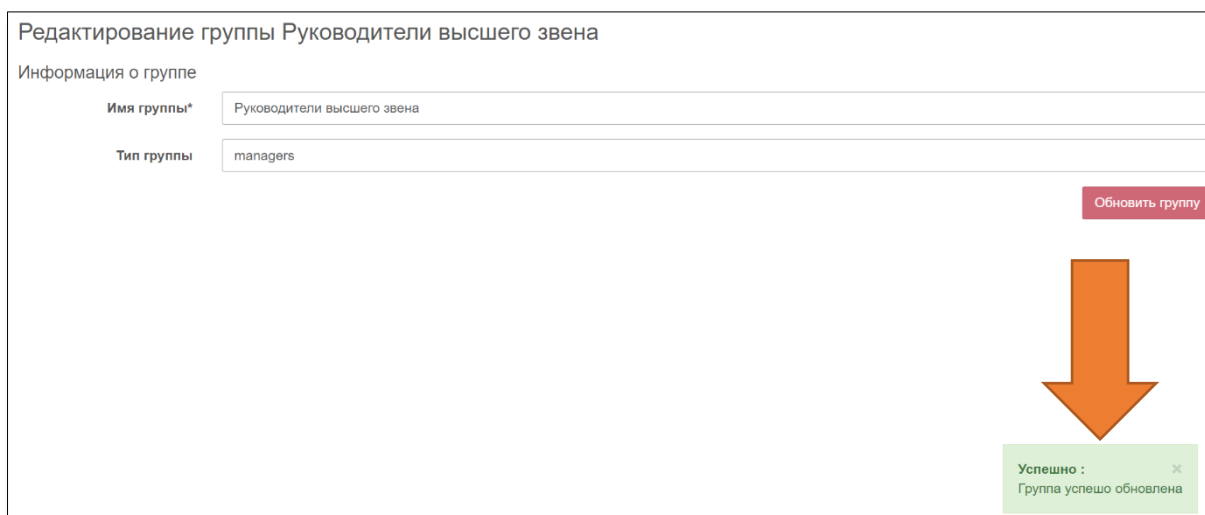 Редактирование группы Руководители высшего звена
Информация о группе
Имя группы* Руководители высшего звена
Тип группы managers
Обновить группу
Успешно : ×
Группа успешо обновлена